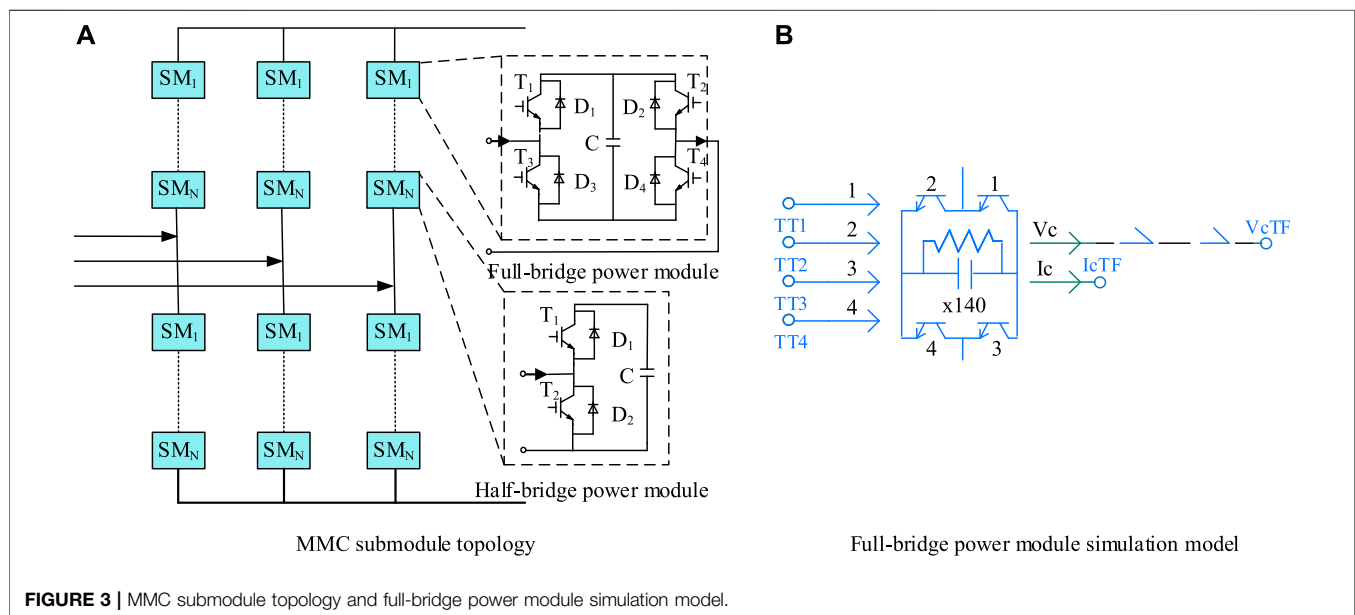 A
SM₁ SM₁ SM₁
SMN SMN SMN
SM₁ SM₁ SM₁
SMN SMN SMN
T₁ D₁ D₂ T₂
C
T₃ D₃ D₄ T₄
Full-bridge power module
T₁ D₁
C
T₂ D₂
Half-bridge power module
MMC submodule topology
B
1
TT1
2
TT2
3
TT3
4
TT4
2 1
x140
4 3
Vc VcTF
Ic IcTF
Full-bridge power module simulation model
FIGURE 3 | MMC submodule topology and full-bridge power module simulation model.